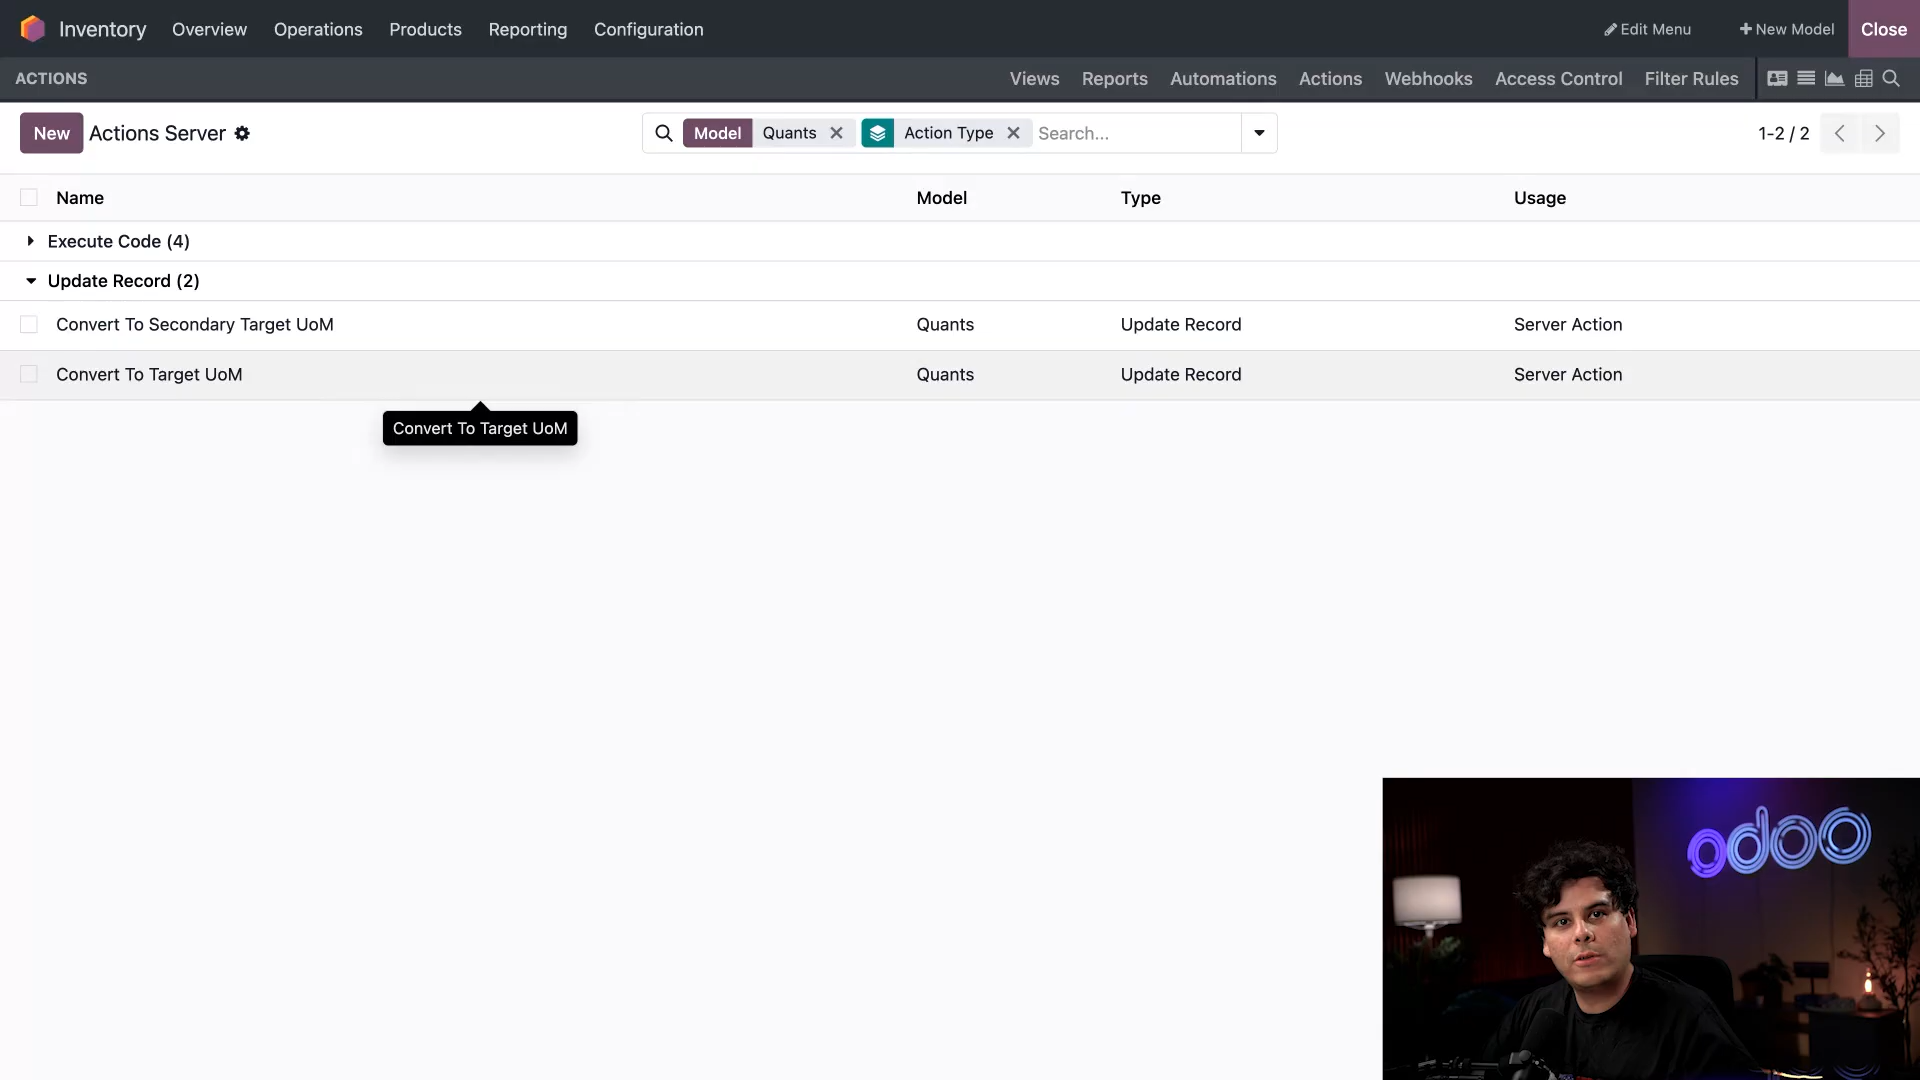 Inventory Overview Operations Products Reporting Configuration Edit Menu New Model Close
ACTIONS Views Reports Automations Actions Webhooks Access Control Filter Rules
New Actions Server Model Quants Action Type Search... 1-2 / 2
Name Model Type Usage
Execute Code (4)
Update Record (2)
Convert To Secondary Target UoM Quants Update Record Server Action
Convert To Target UoM Quants Update Record Server Action
Convert To Target UoM
odoo